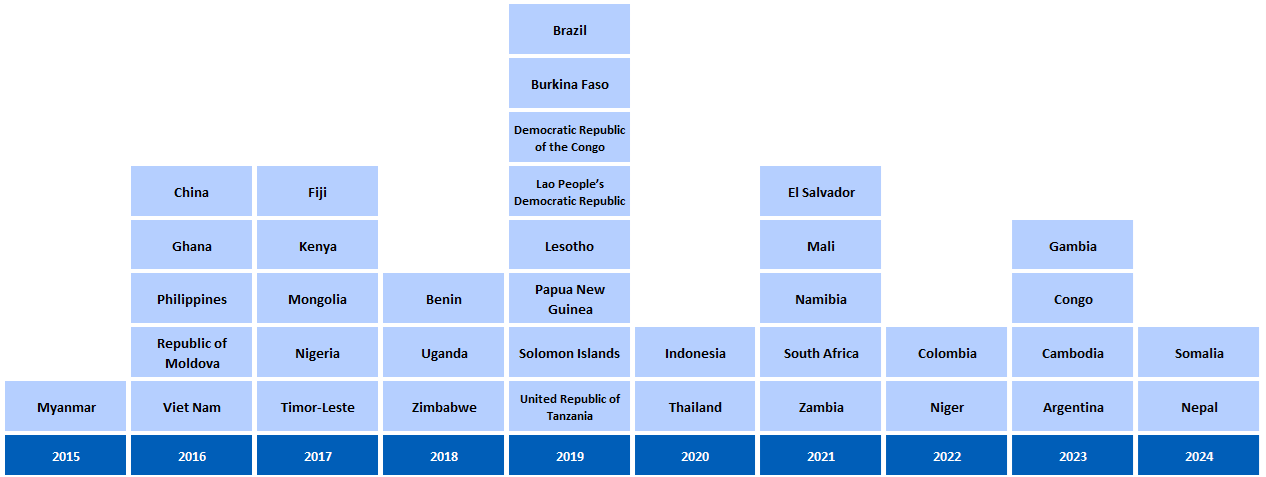 Brazil
Burkina Faso
Democratic Republic
of the Congo
China
Fiji
Lao People’s
Democratic Republic
El Salvador
Ghana
Kenya
Lesotho
Mali
Gambia
Philippines
Mongolia
Benin
Papua New
Guinea
Namibia
Congo
Republic of
Moldova
Nigeria
Uganda
Solomon Islands
Indonesia
South Africa
Colombia
Cambodia
Somalia
Myanmar
Viet Nam
Timor-Leste
Zimbabwe
United Republic of
Tanzania
Thailand
Zambia
Niger
Argentina
Nepal
2015
2016
2017
2018
2019
2020
2021
2022
2023
2024